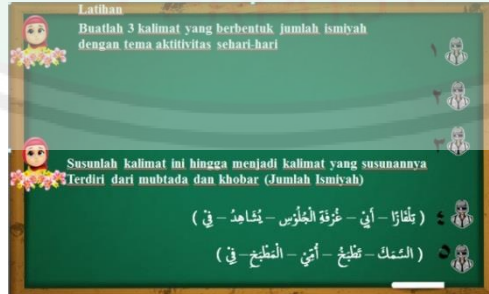 Latihan
Buatlah 3 kalimat yang berbentuk jumlah ismiyah
dengan tema aktitivitas sehari-hari
١
٢
٣
Susunlah kalimat ini hingga menjadi kalimat yang susunannya
Terdiri dari mubtada dan khobar (Jumlah Ismiyah)
٤ ( تِلْفَازًا – أَبِيْ – غُرْفَةِ الْجُلُوْسِ – يُشَاهِدُ – فِيْ )
٥ ( السَّمَكَ – تَطْبَخُ – أُمِّيْ – الْمَطْبَخِ – فِيْ )